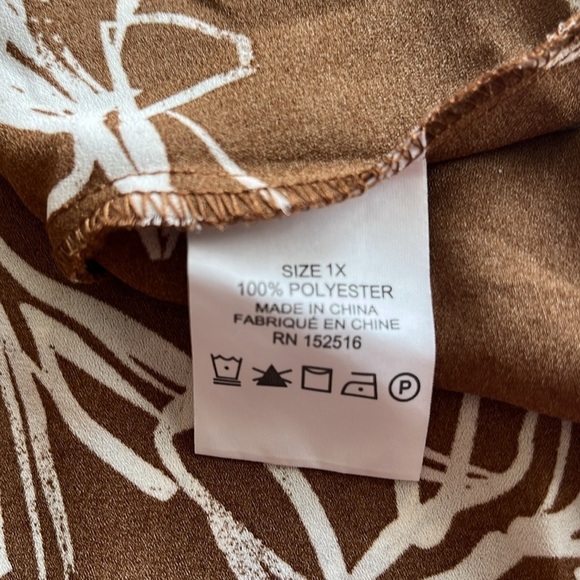 SIZE 1X
100% POLYESTER
MADE IN CHINA
FABRIQUÉ EN CHINE
RN 152516
P